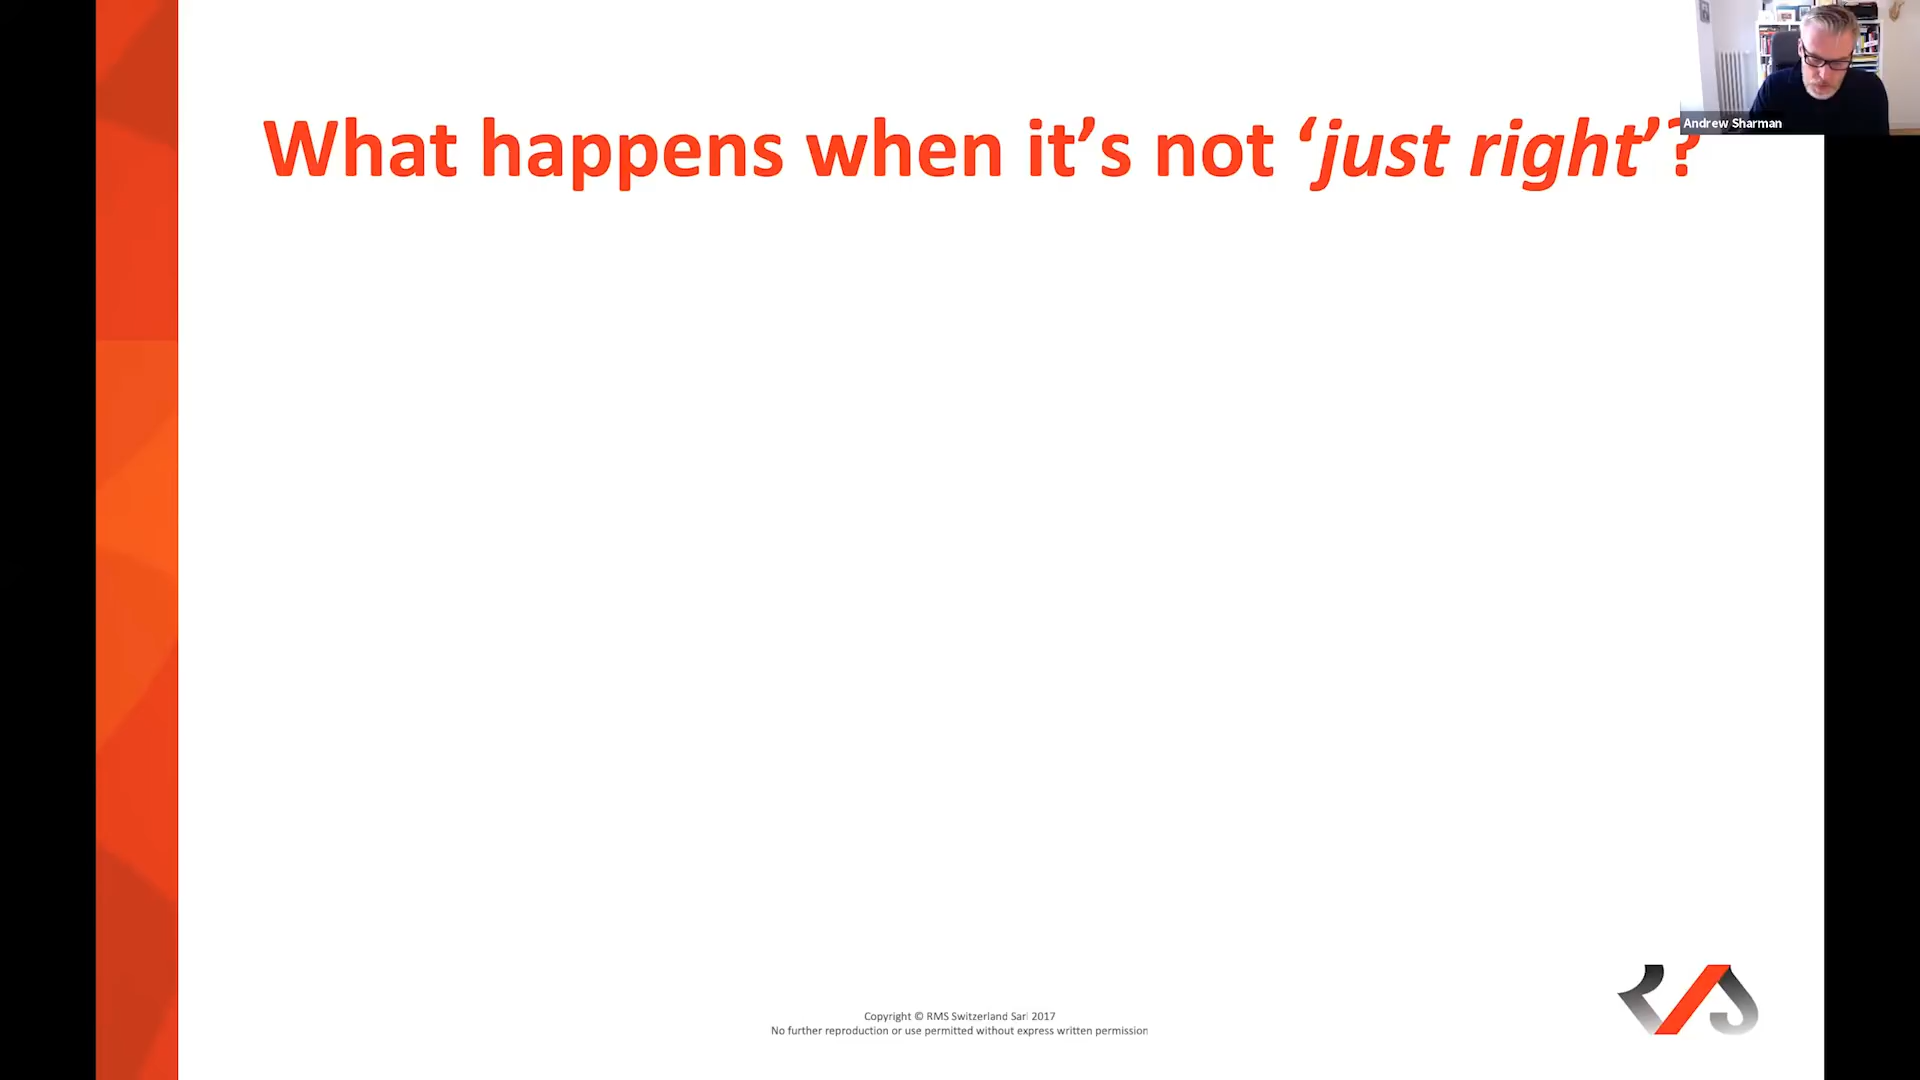 What happens when it’s not ‘just right’?
Andrew Sharman
Copyright © RMS Switzerland Sarl 2017
No further reproduction or use permitted without express written permission
RMS